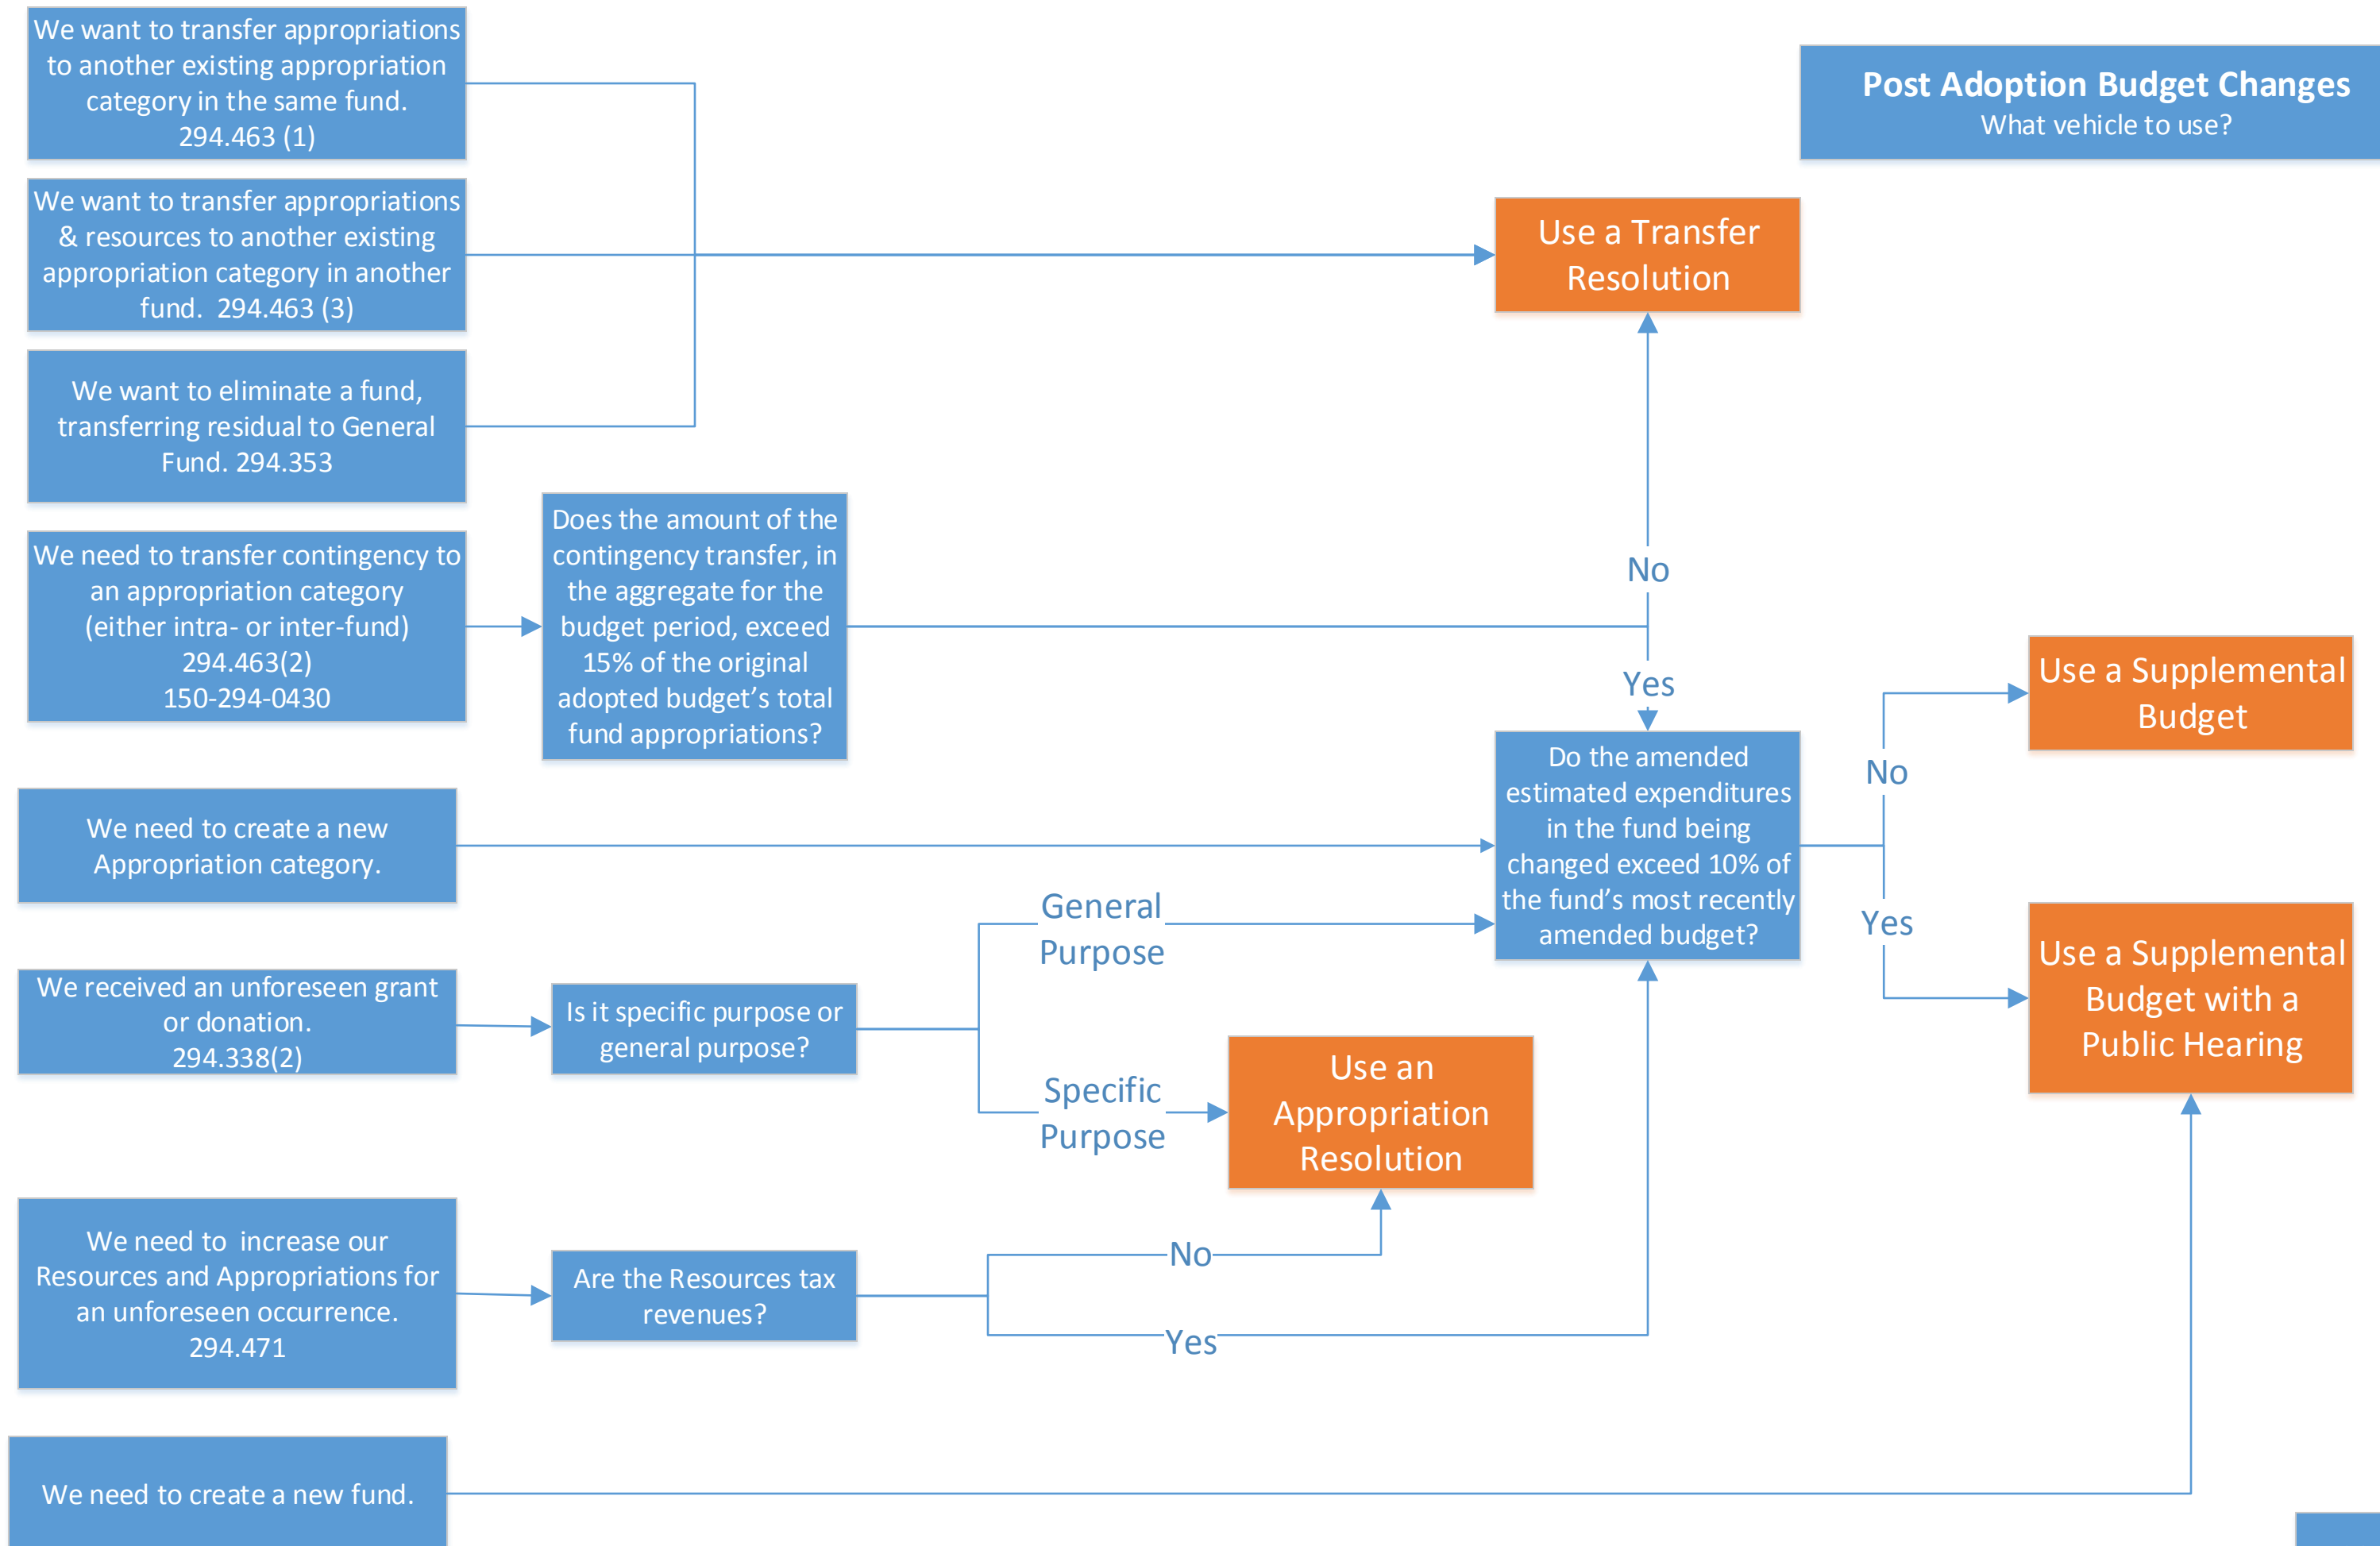 We want to transfer appropriations
to another existing appropriation
category in the same fund.
294.463 (1)
Post Adoption Budget Changes
What vehicle to use?
We want to transfer appropriations
& resources to another existing
appropriation category in another
fund.  294.463 (3)
Use a Transfer
Resolution
We want to eliminate a fund,
transferring residual to General
Fund. 294.353
We need to transfer contingency to
an appropriation category
(either intra- or inter-fund)
294.463(2)
150-294-0430
Does the amount of the
contingency transfer, in
the aggregate for the
budget period, exceed
15% of the original
adopted budget’s total
fund appropriations?
No
Yes
Use a Supplemental
Budget
We need to create a new
Appropriation category.
Do the amended
estimated expenditures
in the fund being
changed exceed 10% of
the fund’s most recently
amended budget?
No
Yes
Use a Supplemental
Budget with a
Public Hearing
We received an unforeseen grant
or donation.
294.338(2)
Is it specific purpose or
general purpose?
General
Purpose
Specific
Purpose
Use an
Appropriation
Resolution
We need to  increase our
Resources and Appropriations for
an unforeseen occurrence.
294.471
Are the Resources tax
revenues?
No
Yes
We need to create a new fund.